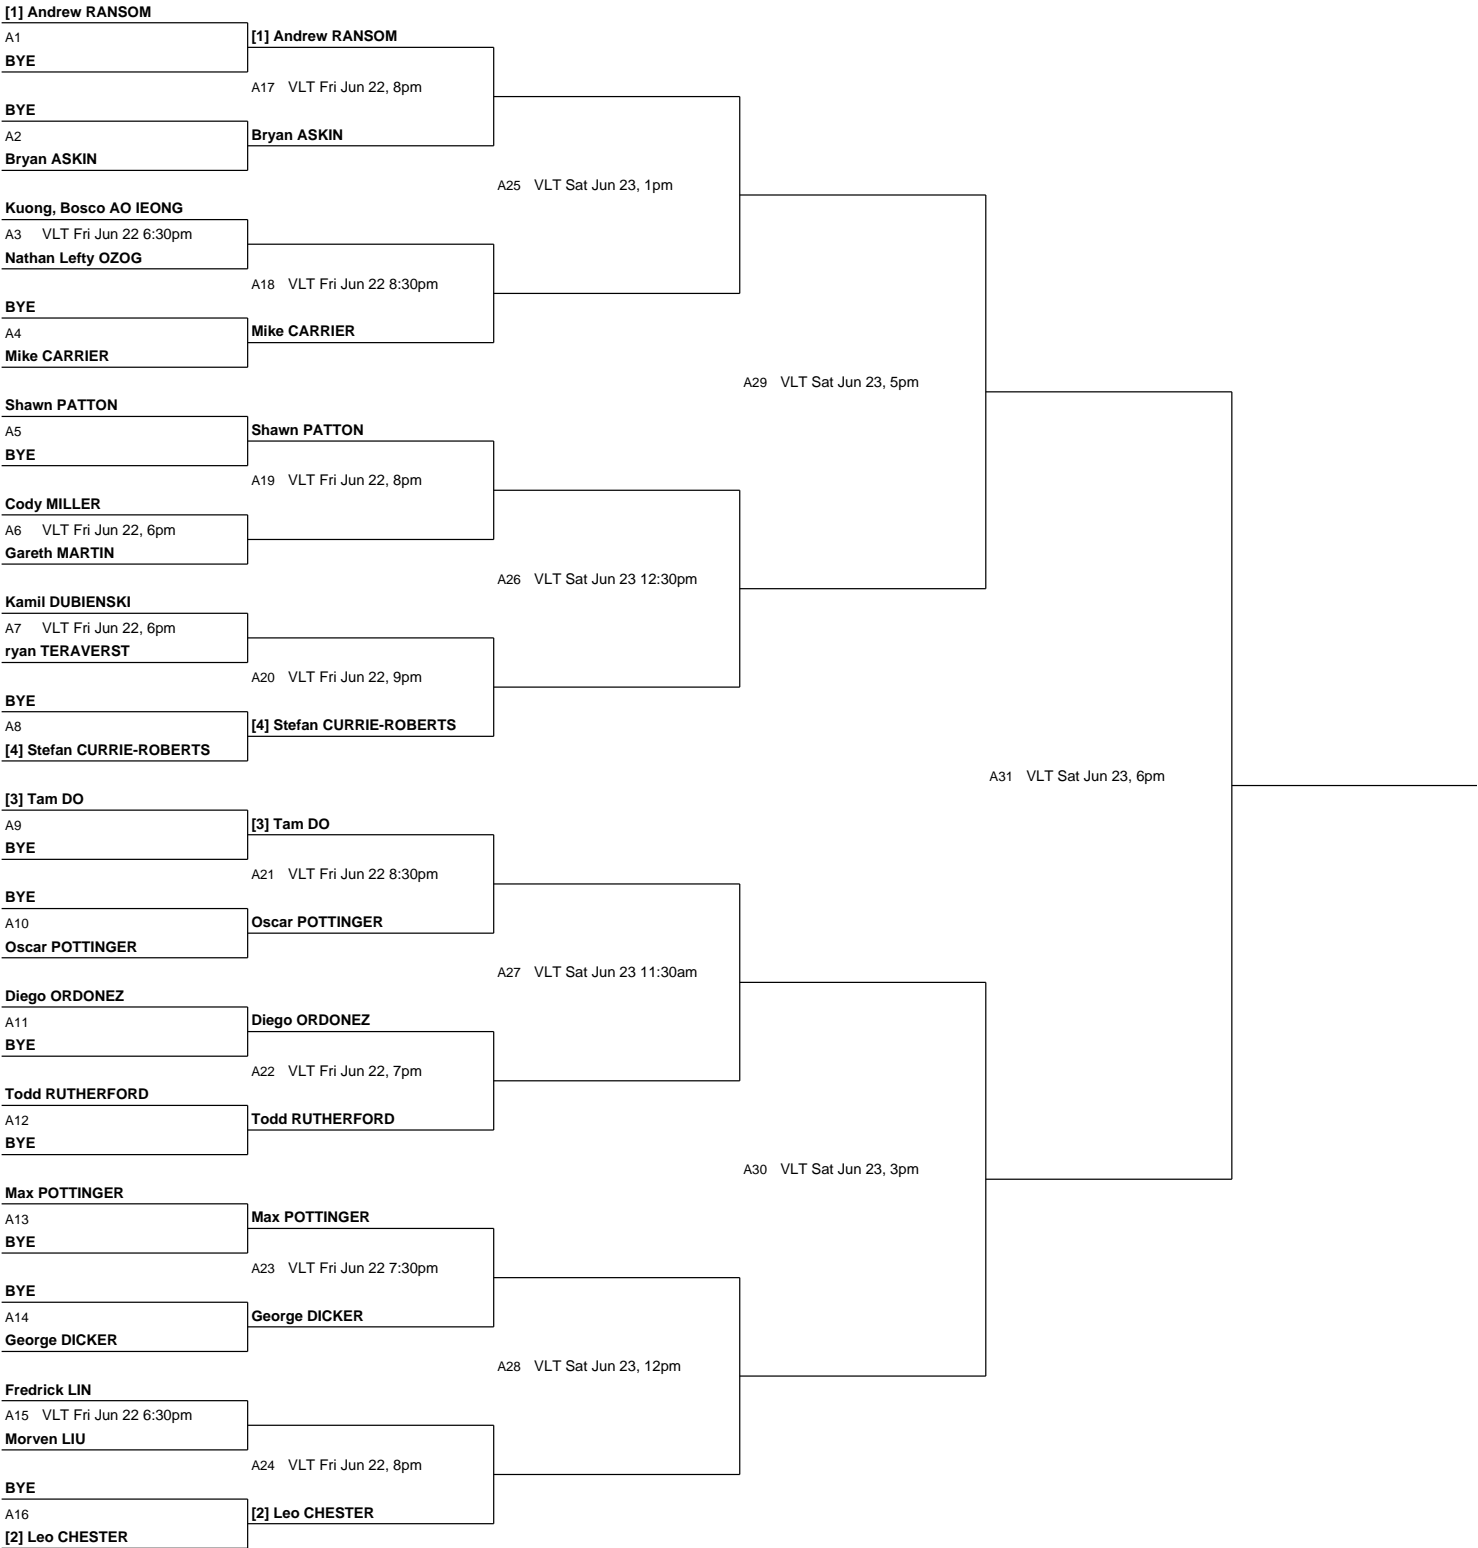 [1] Andrew RANSOM
A1
[1] Andrew RANSOM
BYE
A17 VLT Fri Jun 22, 8pm
BYE
A2
Bryan ASKIN
Bryan ASKIN
A25 VLT Sat Jun 23, 1pm
Kuong, Bosco AO IEONG
A3 VLT Fri Jun 22 6:30pm
Nathan Lefty OZOG
A18 VLT Fri Jun 22 8:30pm
BYE
A4
Mike CARRIER
Mike CARRIER
A29 VLT Sat Jun 23, 5pm
Shawn PATTON
A5
Shawn PATTON
BYE
A19 VLT Fri Jun 22, 8pm
Cody MILLER
A6 VLT Fri Jun 22, 6pm
Gareth MARTIN
A26 VLT Sat Jun 23 12:30pm
Kamil DUBIENSKI
A7 VLT Fri Jun 22, 6pm
ryan TERAVERST
A20 VLT Fri Jun 22, 9pm
BYE
A8
[4] Stefan CURRIE-ROBERTS
[4] Stefan CURRIE-ROBERTS
A31 VLT Sat Jun 23, 6pm
[3] Tam DO
A9
[3] Tam DO
BYE
A21 VLT Fri Jun 22 8:30pm
BYE
A10
Oscar POTTINGER
Oscar POTTINGER
A27 VLT Sat Jun 23 11:30am
Diego ORDONEZ
A11
Diego ORDONEZ
BYE
A22 VLT Fri Jun 22, 7pm
Todd RUTHERFORD
A12
Todd RUTHERFORD
BYE
A30 VLT Sat Jun 23, 3pm
Max POTTINGER
A13
Max POTTINGER
BYE
A23 VLT Fri Jun 22 7:30pm
BYE
A14
George DICKER
George DICKER
A28 VLT Sat Jun 23, 12pm
Fredrick LIN
A15 VLT Fri Jun 22 6:30pm
Morven LIU
A24 VLT Fri Jun 22, 8pm
BYE
A16
[2] Leo CHESTER
[2] Leo CHESTER